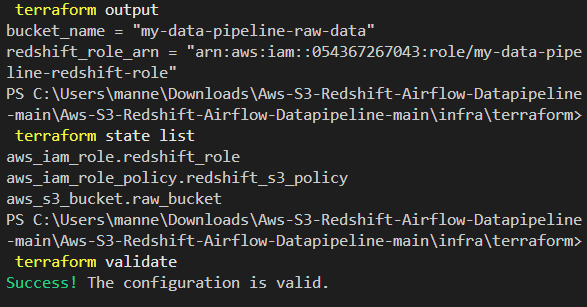 terraform output
bucket_name = "my-data-pipeline-raw-data"
redshift_role_arn = "arn:aws:iam::054367267043:role/my-data-pipe
line-redshift-role"
PS C:\Users\manne\Downloads\Aws-S3-Redshift-Airflow-Datapipeline
-main\Aws-S3-Redshift-Airflow-Datapipeline-main\infra\terraform>
terraform state list
aws_iam_role.redshift_role
aws_iam_role_policy.redshift_s3_policy
aws_s3_bucket.raw_bucket
PS C:\Users\manne\Downloads\Aws-S3-Redshift-Airflow-Datapipeline
-main\Aws-S3-Redshift-Airflow-Datapipeline-main\infra\terraform>
terraform validate
Success! The configuration is valid.